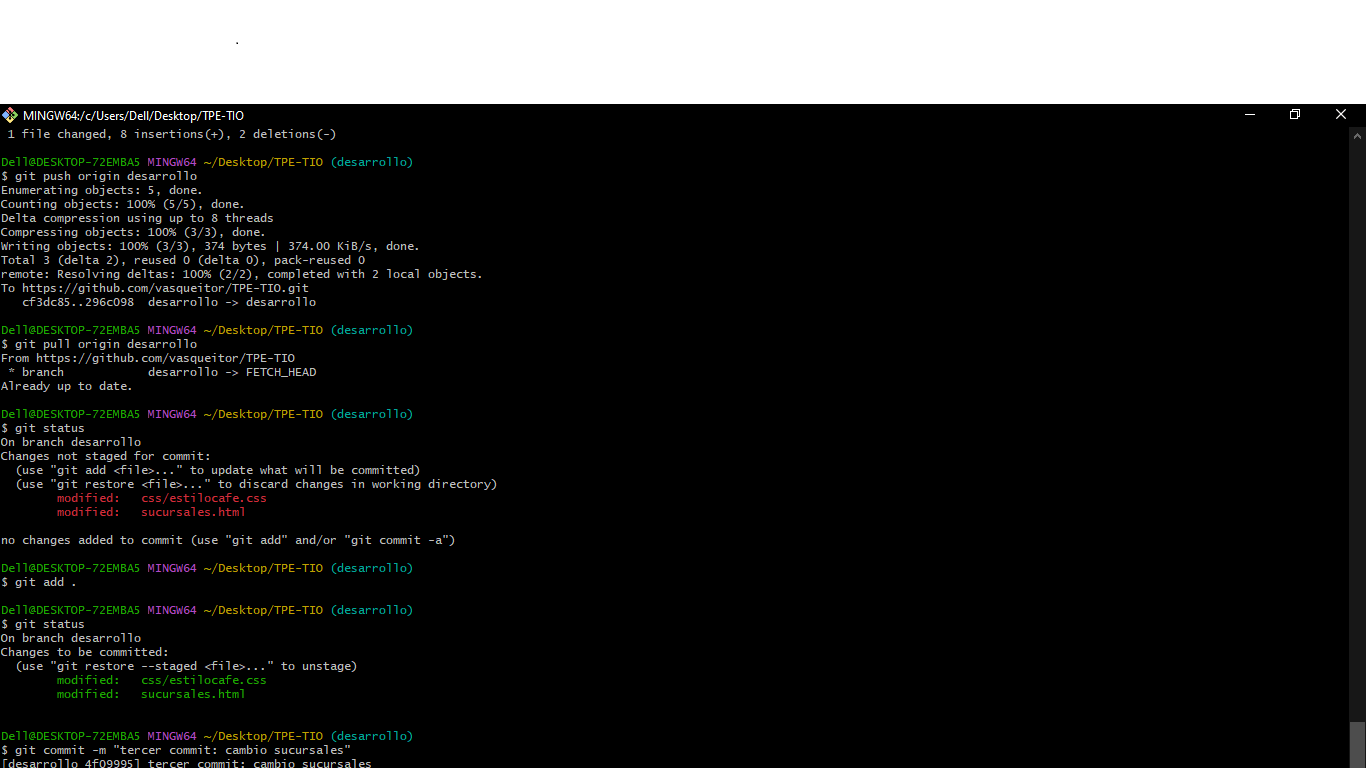 .
MINGW64:/c/Users/Dell/Desktop/TPE-TIO
 1 file changed, 8 insertions(+), 2 deletions(-)
Dell@DESKTOP-72EMBA5 MINGW64 ~/Desktop/TPE-TIO (desarrollo)
$ git push origin desarrollo
Enumerating objects: 5, done.
Counting objects: 100% (5/5), done.
Delta compression using up to 8 threads
Compressing objects: 100% (3/3), done.
Writing objects: 100% (3/3), 374 bytes | 374.00 KiB/s, done.
Total 3 (delta 2), reused 0 (delta 0), pack-reused 0
remote: Resolving deltas: 100% (2/2), completed with 2 local objects.
To https://github.com/vasqueitor/TPE-TIO.git
   cf3dc85..296c098  desarrollo -> desarrollo
Dell@DESKTOP-72EMBA5 MINGW64 ~/Desktop/TPE-TIO (desarrollo)
$ git pull origin desarrollo
From https://github.com/vasqueitor/TPE-TIO
 * branch            desarrollo -> FETCH_HEAD
Already up to date.
Dell@DESKTOP-72EMBA5 MINGW64 ~/Desktop/TPE-TIO (desarrollo)
$ git status
On branch desarrollo
Changes not staged for commit:
  (use "git add <file>..." to update what will be committed)
  (use "git restore <file>..." to discard changes in working directory)
        modified:   css/estilocafe.css
        modified:   sucursales.html
no changes added to commit (use "git add" and/or "git commit -a")
Dell@DESKTOP-72EMBA5 MINGW64 ~/Desktop/TPE-TIO (desarrollo)
$ git add .
Dell@DESKTOP-72EMBA5 MINGW64 ~/Desktop/TPE-TIO (desarrollo)
$ git status
On branch desarrollo
Changes to be committed:
  (use "git restore --staged <file>..." to unstage)
        modified:   css/estilocafe.css
        modified:   sucursales.html
Dell@DESKTOP-72EMBA5 MINGW64 ~/Desktop/TPE-TIO (desarrollo)
$ git commit -m "tercer commit: cambio sucursales"
[desarrollo 4f09995] tercer commit: cambio sucursales